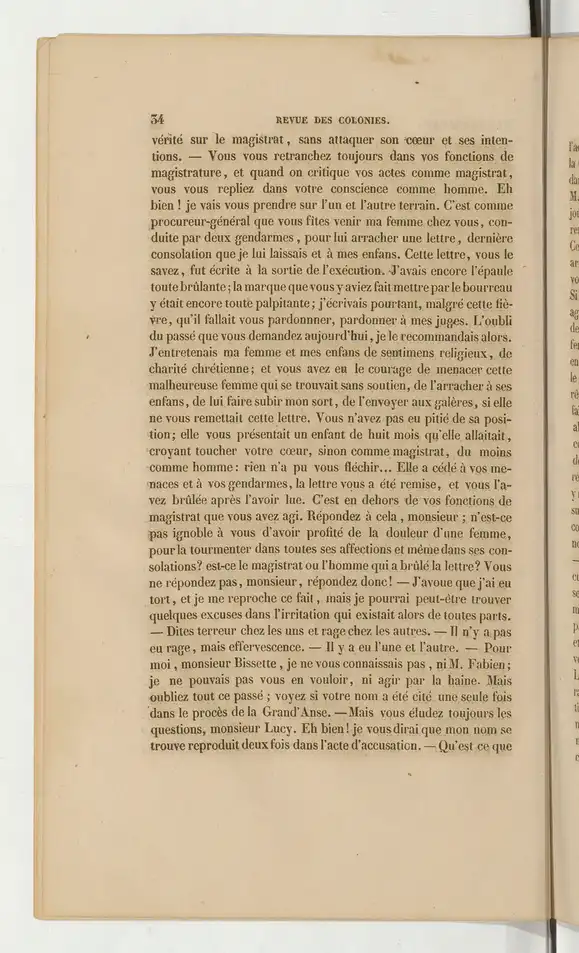 34 REVUE DES COLONIES.
vérité sur le magistrat, sans attaquer son cœur et ses inten-
tions. — Vous vous retranchez toujours dans vos fonctions de
magistrature, et quand on critique vos actes comme magistrat,
vous vous repliez dans votre conscience comme homme. Eh
bien ! je vais vous prendre sur l'un et l'autre terrain. C'est comme
procureur-général que vous fîtes venir ma femme chez vous, con-
duite par deux gendarmes, pour lui arracher une lettre, dernière
consolation que je lui laissais et à mes enfans. Cette lettre, vous le
savez, fut écrite à la sortie de l'exécution. J'avais encore l'épaule
toute brûlante ; la marque que vous y aviez fait mettre par le bourreau
y était encore toute palpitante ; j'écrivais pourtant, malgré cette fiè-
vre, qu'il fallait vous pardonnner, pardonner à mes juges. L'oubli
du passé que vous demandez aujourd'hui, je le recommandais alors.
J'entretenais ma femme et mes enfans de sentimens religieux, de
charité chrétienne ; et vous avez eu le courage de menacer cette
malheureuse femme qui se trouvait sans soutien, de l'arracher à ses
enfans, de lui faire subir mon sort, de l'envoyer aux galères, si elle
ne vous remettait cette lettre. Vous n'avez pas eu pitié de sa posi-
tion ; elle vous présentait un enfant de huit mois qu'elle allaitait,
croyant toucher votre cœur, sinon comme magistrat, du moins
comme homme : rien n'a pu vous fléchir... Elle a cédé à vos me-
naces et à vos gendarmes, la lettre vous a été remise, et vous l'a-
vez brûlée après l'avoir lue. C'est en dehors de vos fonctions de
magistrat que vous avez agi. Répondez à cela, monsieur ; n'est-ce
pas ignoble à vous d'avoir profité de la douleur d'une femme,
pour la tourmenter dans toutes ses affections et même dans ses con-
solations ? est-ce le magistrat ou l'homme qui a brûlé la lettre ? Vous
ne répondez pas, monsieur, répondez donc ! — J'avoue que j'ai eu
tort, et je me reproche ce fait, mais je pourrai peut-être trouver
quelques excuses dans l'irritation qui existait alors de toutes parts.
— Dites terreur chez les uns et rage chez les autres. — Il n'y a pas
eu rage, mais effervescence. — Il y a eu l'une et l'autre. — Pour
moi, monsieur Bissette, je ne vous connaissais pas, ni M. Fabien ;
je ne pouvais pas vous en vouloir, ni agir par la haine. Mais
oubliez tout ce passé ; voyez si votre nom a été cité une seule fois
dans le procès de la Grand'Anse. — Mais vous éludez toujours les
questions, monsieur Lucy. Eh bien ! je vous dirai que mon nom se
trouve reproduit deux fois dans l'acte d'accusation. — Qu'est ce que